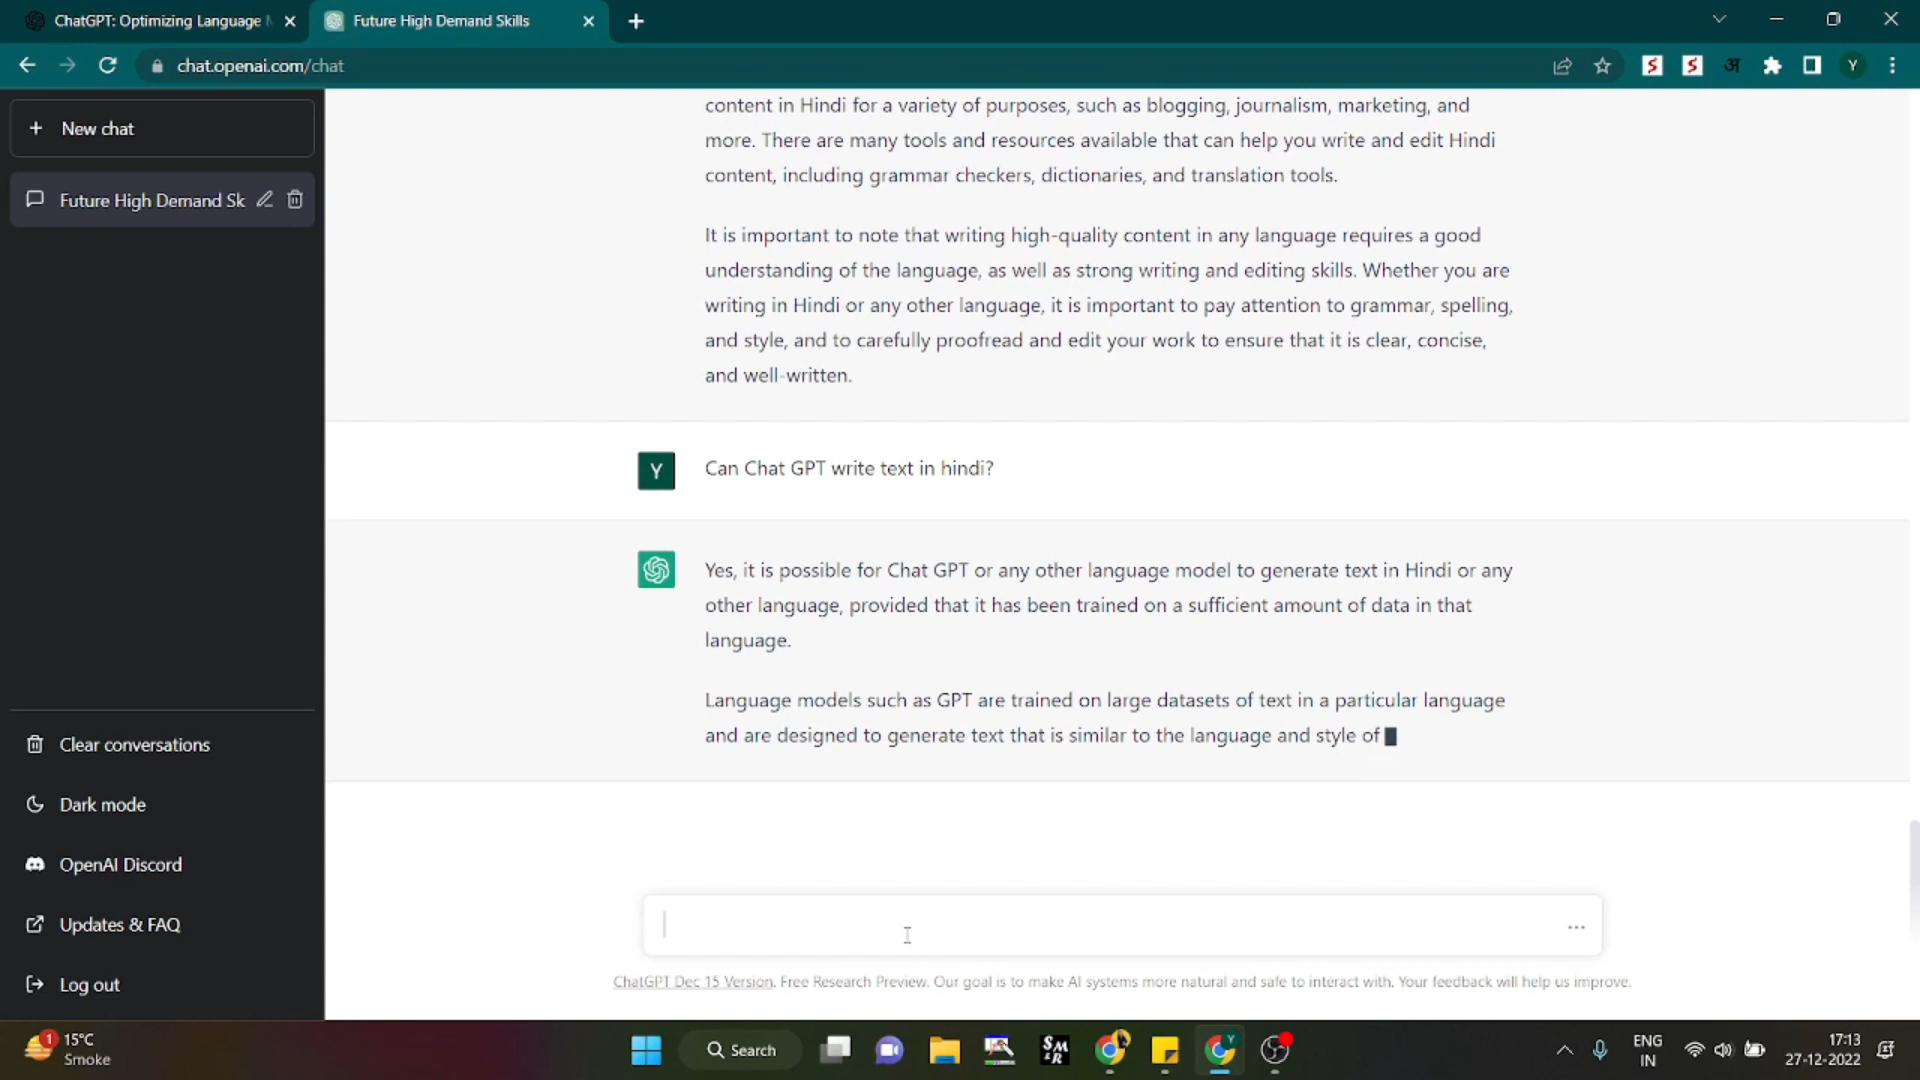 ChatGPT: Optimizing Language
Future High Demand Skills
chat.openai.com/chat
अ
Y
New chat
Future High Demand Sk
content in Hindi for a variety of purposes, such as blogging, journalism, marketing, and
more. There are many tools and resources available that can help you write and edit Hindi
content, including grammar checkers, dictionaries, and translation tools.
It is important to note that writing high-quality content in any language requires a good
understanding of the language, as well as strong writing and editing skills. Whether you are
writing in Hindi or any other language, it is important to pay attention to grammar, spelling,
and style, and to carefully proofread and edit your work to ensure that it is clear, concise,
and well-written.
Y
Can Chat GPT write text in hindi?
Yes, it is possible for Chat GPT or any other language model to generate text in Hindi or any
other language, provided that it has been trained on a sufficient amount of data in that
language.
Language models such as GPT are trained on large datasets of text in a particular language
and are designed to generate text that is similar to the language and style of
Clear conversations
Dark mode
OpenAI Discord
Updates & FAQ
Log out
ChatGPT Dec 15 Version. Free Research Preview. Our goal is to make AI systems more natural and safe to interact with. Your feedback will help us improve.
1
15°C
Smoke
Search
SM
&R
ENG
IN
17:13
27-12-2022